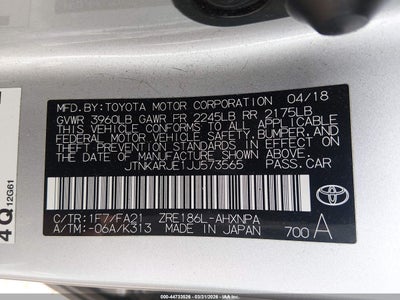 MFD.BY:TOYOTA MOTOR CORPORATION 04/18
GVWR 3960LB GAWR FR 2245LB RR 2175LB
THIS VEHICLE CONFORMS TO ALL APPLICABLE
FEDERAL MOTOR VEHICLE SAFETY,BUMPER,AND
THEFT PREVENTION STANDARDS IN EFFECT ON
THE DATE OF MANUFACTURE SHOWN ABOVE.
JTNKARJE1JJ573565 PASS.CAR
C/TR:1F7/FA21 ZRE186L-AHXNPA
A/TM:-06A/K313 MADE IN JAPAN 700 A
4Q 12G61
000-44733026 - 03/31/2026 - IAAI.COM